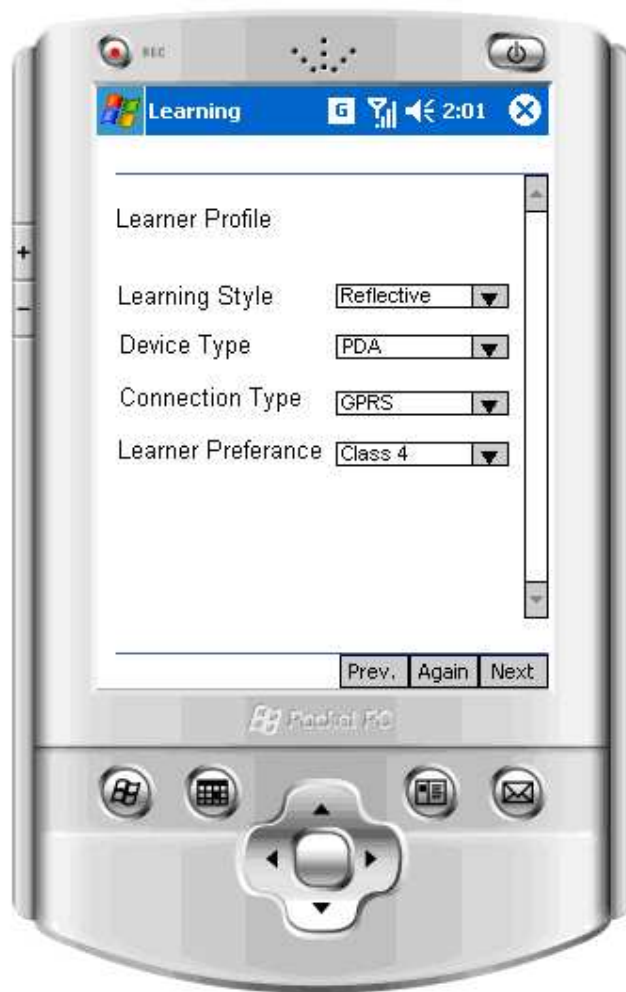 REC
Learning G 2:01
Learner Profile
Learning Style Reflective
Device Type PDA
Connection Type GPRS
Learner Preferance Class 4
Prev. Again Next
Pocket PC
+
-